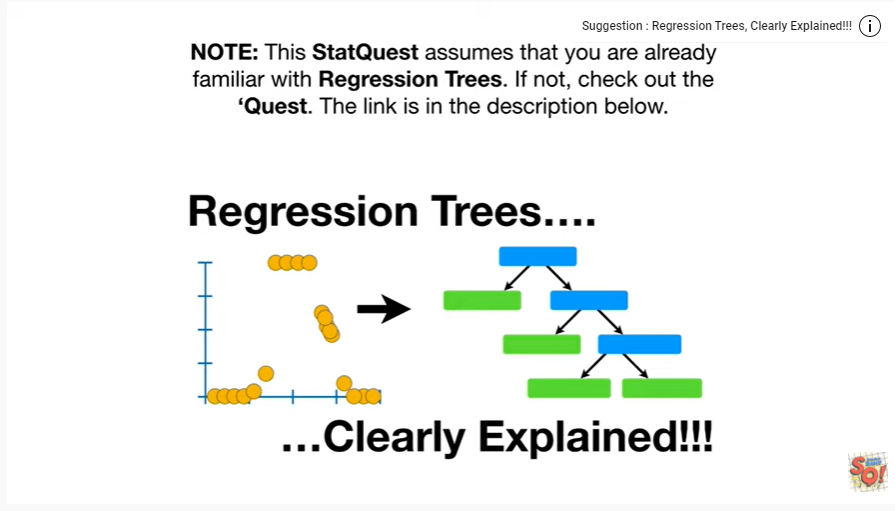 Suggestion : Regression Trees, Clearly Explained!!! i
NOTE: This StatQuest assumes that you are already
familiar with Regression Trees. If not, check out the
‘Quest. The link is in the description below.
Regression Trees....
...Clearly Explained!!!
SQ!